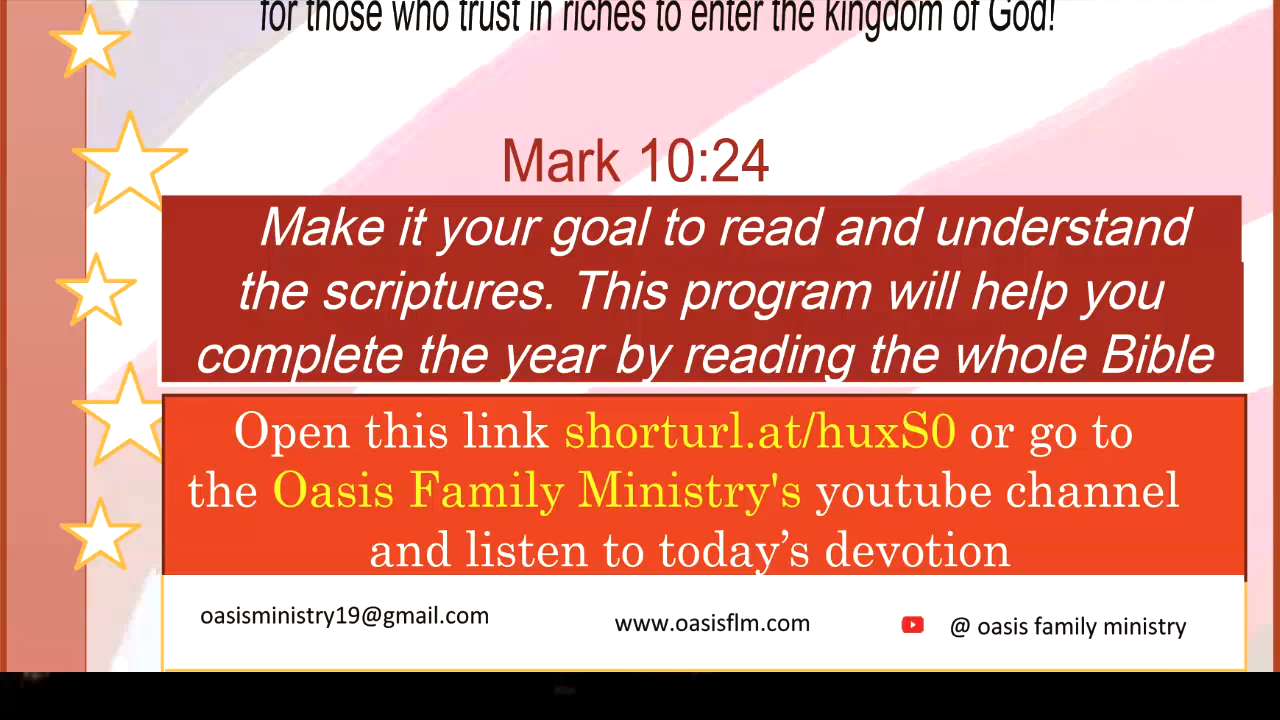 for those who trust in riches to enter the kingdom of God!
Mark 10:24
Make it your goal to read and understand
the scriptures. This program will help you
complete the year by reading the whole Bible
Open this link shorturl.at/huxS0 or go to
the Oasis Family Ministry's youtube channel
and listen to today’s devotion
oasisministry19@gmail.com
www.oasisflm.com
@ oasis family ministry